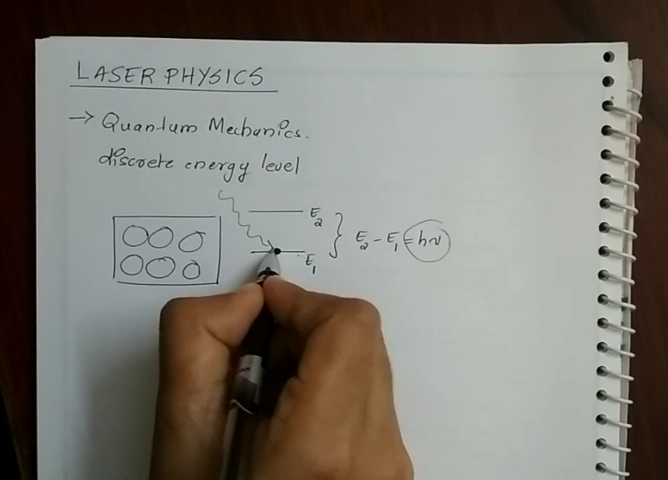 LASER PHYSICS
→ Quantum Mechanics.
discrete energy level
E₂
E₂ - E₁ = hν
E₁